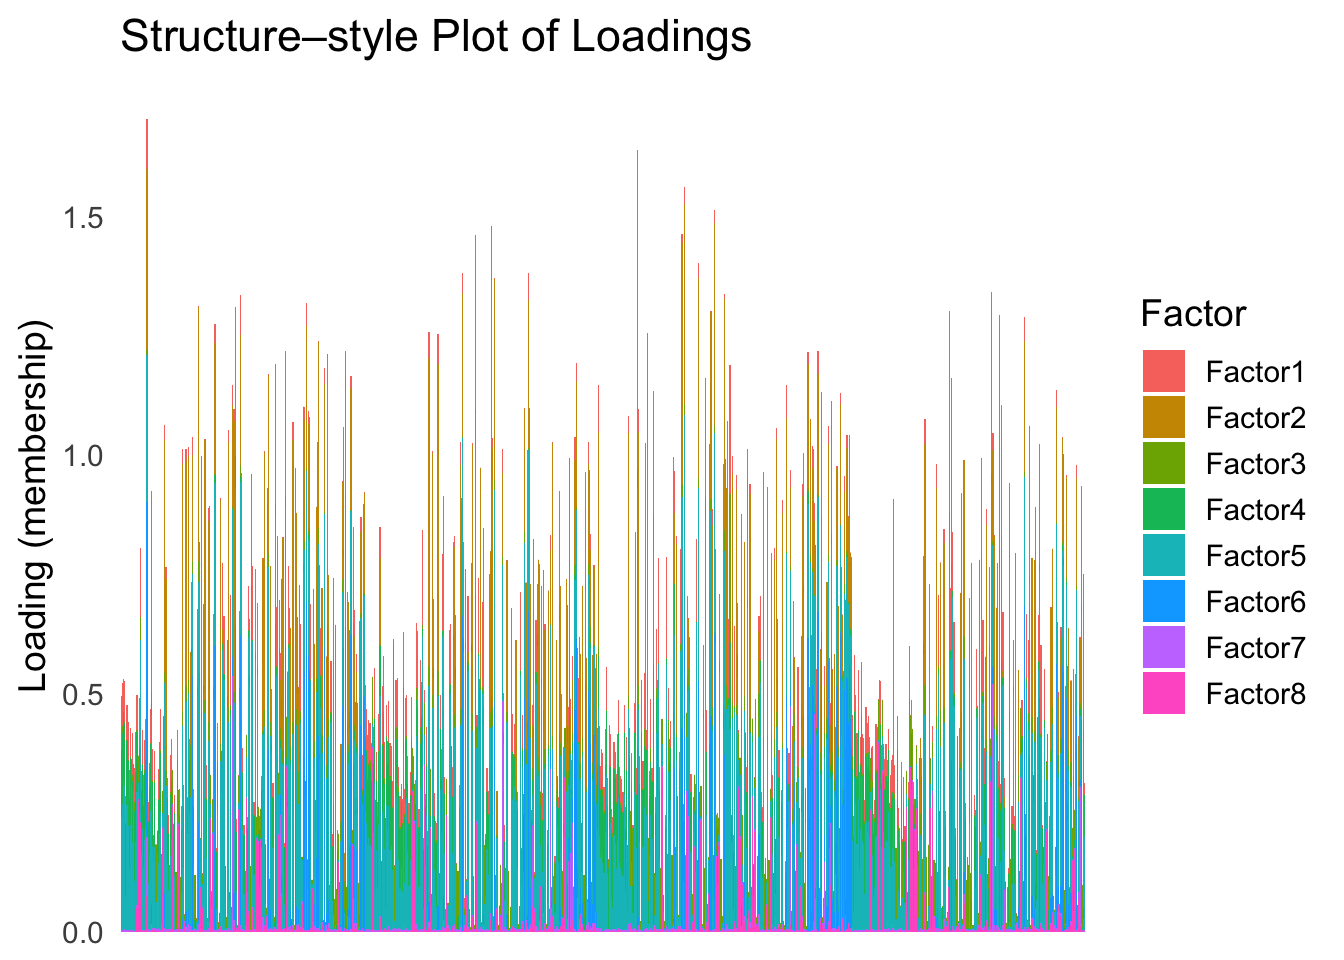 Structure–style Plot of Loadings
Loading (membership)
1.5
1.0
0.5
0.0
Factor
Factor1
Factor2
Factor3
Factor4
Factor5
Factor6
Factor7
Factor8